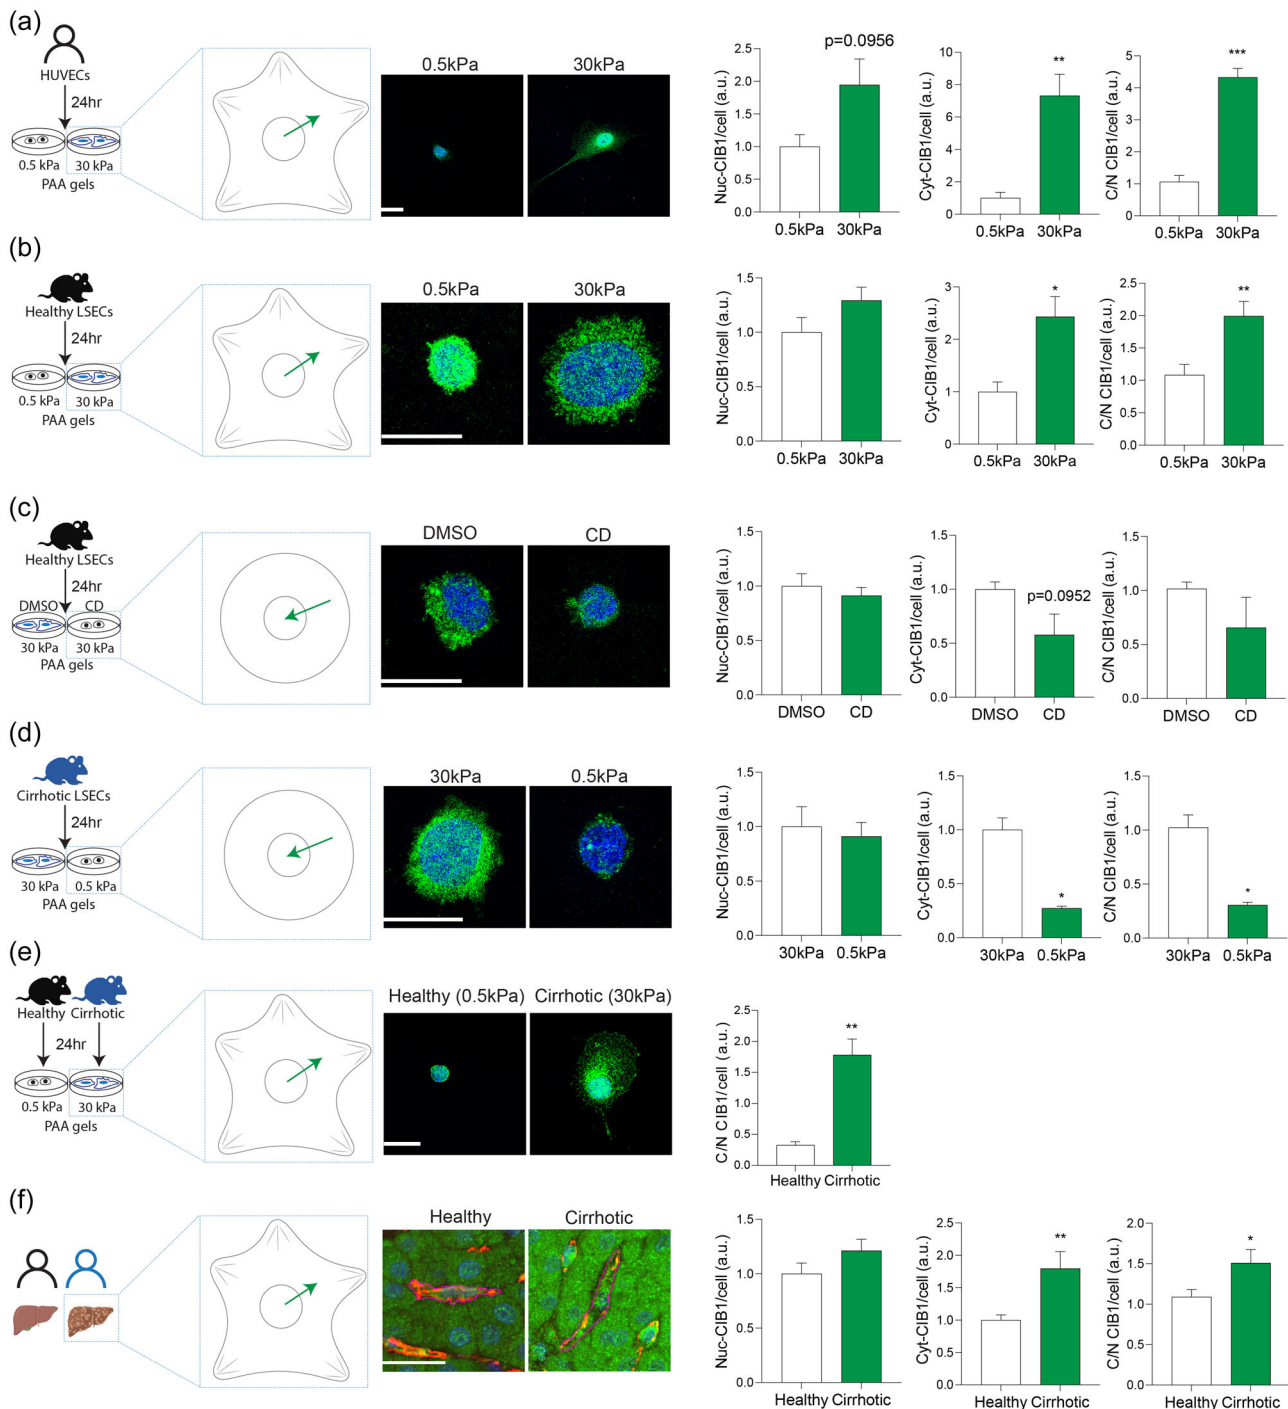 (a)
HUVECs
24hr
0.5 kPa 30 kPa
PAA gels
0.5kPa 30kPa
Nuc-CIB1/cell (a.u.)
2.5
2.0
1.5
1.0
0.5
0.0
p=0.0956
0.5kPa 30kPa
Cyt-CIB1/cell (a.u.)
10
8
6
4
2
0
**
0.5kPa 30kPa
C/N CIB1/cell (a.u.)
5
4
3
2
1
0
***
0.5kPa 30kPa
(b)
Healthy LSECs
24hr
0.5 kPa 30 kPa
PAA gels
0.5kPa 30kPa
Nuc-CIB1/cell (a.u.)
1.5
1.0
0.5
0.0
0.5kPa 30kPa
Cyt-CIB1/cell (a.u.)
3
2
1
0
*
0.5kPa 30kPa
C/N CIB1/cell (a.u.)
2.5
2.0
1.5
1.0
0.5
0.0
**
0.5kPa 30kPa
(c)
Healthy LSECs
24hr
DMSO CD
30 kPa 30 kPa
PAA gels
DMSO CD
Nuc-CIB1/cell (a.u.)
1.5
1.0
0.5
0.0
DMSO CD
Cyt-CIB1/cell (a.u.)
1.5
1.0
0.5
0.0
p=0.0952
DMSO CD
C/N CIB1/cell (a.u.)
1.5
1.0
0.5
0.0
DMSO CD
(d)
Cirrhotic LSECs
24hr
30 kPa 0.5 kPa
PAA gels
30kPa 0.5kPa
Nuc-CIB1/cell (a.u.)
1.5
1.0
0.5
0.0
30kPa 0.5kPa
Cyt-CIB1/cell (a.u.)
1.5
1.0
0.5
0.0
*
30kPa 0.5kPa
C/N CIB1/cell (a.u.)
1.5
1.0
0.5
0.0
*
30kPa 0.5kPa
(e)
Healthy Cirrhotic
24hr
0.5 kPa 30 kPa
PAA gels
Healthy (0.5kPa) Cirrhotic (30kPa)
C/N CIB1/cell (a.u.)
2.5
2.0
1.5
1.0
0.5
0.0
**
Healthy Cirrhotic
(f)
Healthy Cirrhotic
Nuc-CIB1/cell (a.u.)
1.5
1.0
0.5
0.0
Healthy Cirrhotic
Cyt-CIB1/cell (a.u.)
2.5
2.0
1.5
1.0
0.5
0.0
**
Healthy Cirrhotic
C/N CIB1/cell (a.u.)
2.0
1.5
1.0
0.5
0.0
*
Healthy Cirrhotic